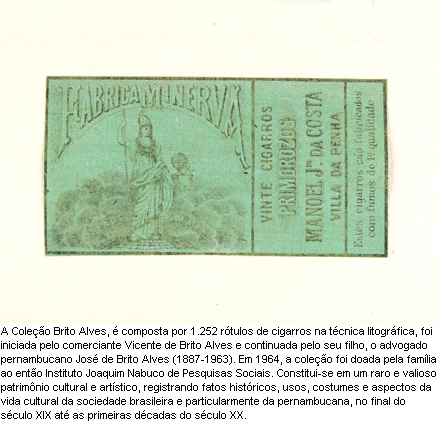 FABRICA MINERVA
VINTE CIGARROS
PRIMOROZOS
MANOEL Jm DA COSTA
VILLA DA PENHA
Estes cigarros são fabricados
com fumos de 1ª qualidade
A Coleção Brito Alves, é composta por 1.252 rótulos de cigarros na técnica litográfica, foi
iniciada pelo comerciante Vicente de Brito Alves e continuada pelo seu filho, o advogado
pernambucano José de Brito Alves (1887-1963). Em 1964, a coleção foi doada pela família
ao então Instituto Joaquim Nabuco de Pesquisas Sociais. Constitui-se em um raro e valioso
patrimônio cultural e artístico, registrando fatos históricos, usos, costumes e aspectos da
vida cultural da sociedade brasileira e particularmente da pernambucana, no final do
século XIX até as primeiras décadas do século XX.